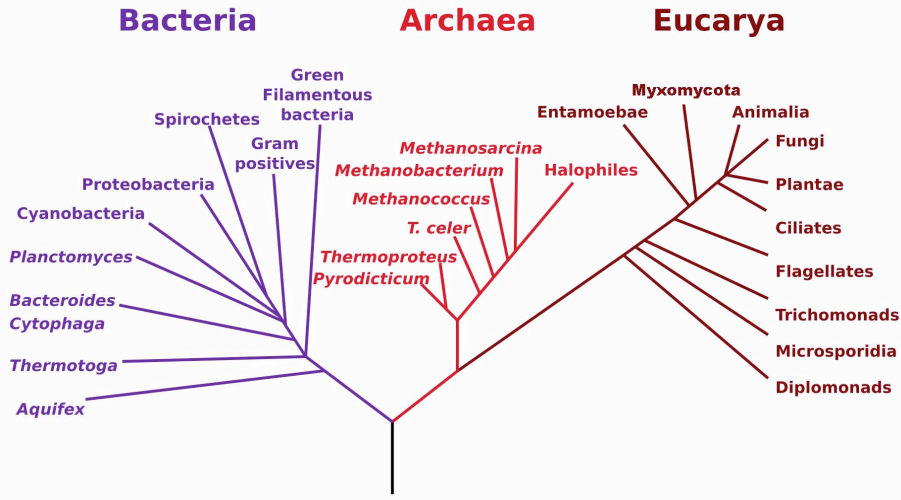 Bacteria
Archaea
Eucarya
Green
Filamentous
bacteria
Spirochetes
Gram
positives
Proteobacteria
Cyanobacteria
Planctomyces
Bacteroides
Cytophaga
Thermotoga
Aquifex
Methanosarcina
Methanobacterium
Halophiles
Methanococcus
T. celer
Thermoproteus
Pyrodicticum
Myxomycota
Entamoebae
Animalia
Fungi
Plantae
Ciliates
Flagellates
Trichomonads
Microsporidia
Diplomonads